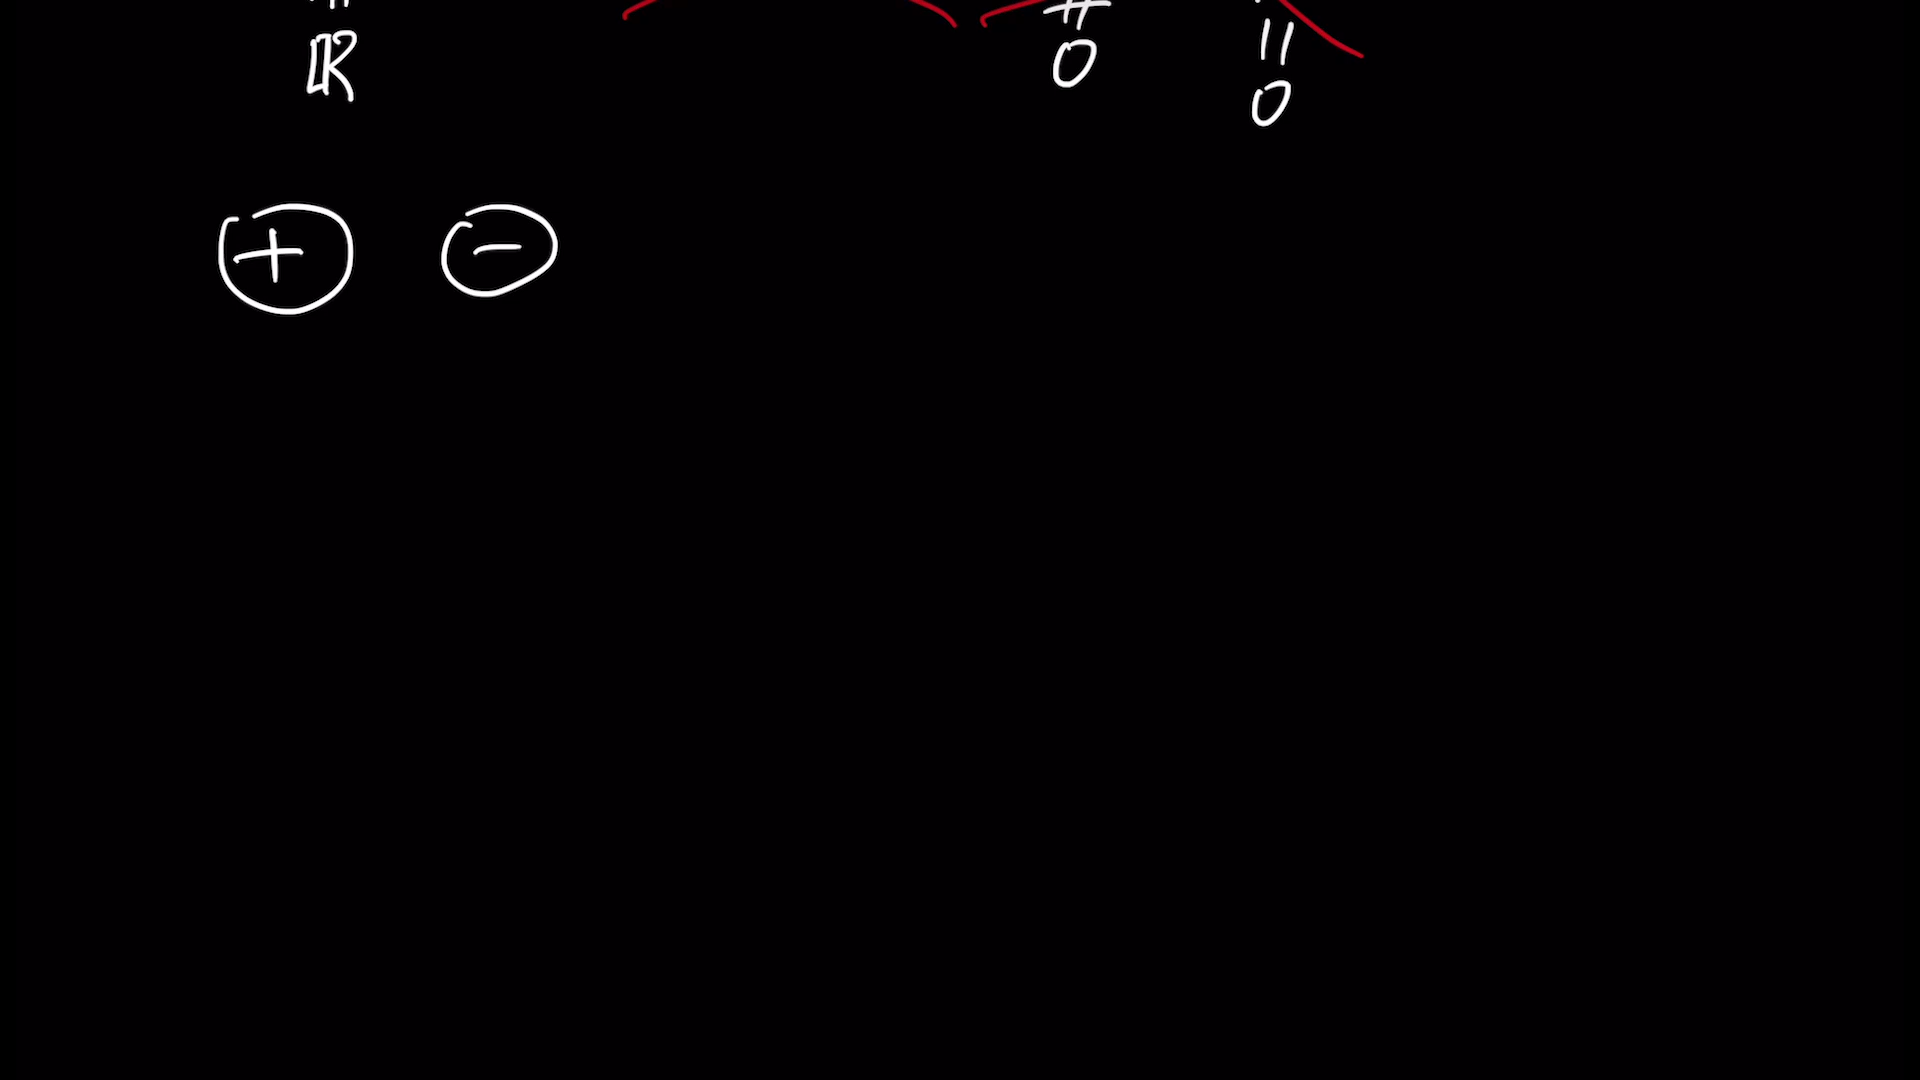 ℝ ≠ 0 = 0
+ -